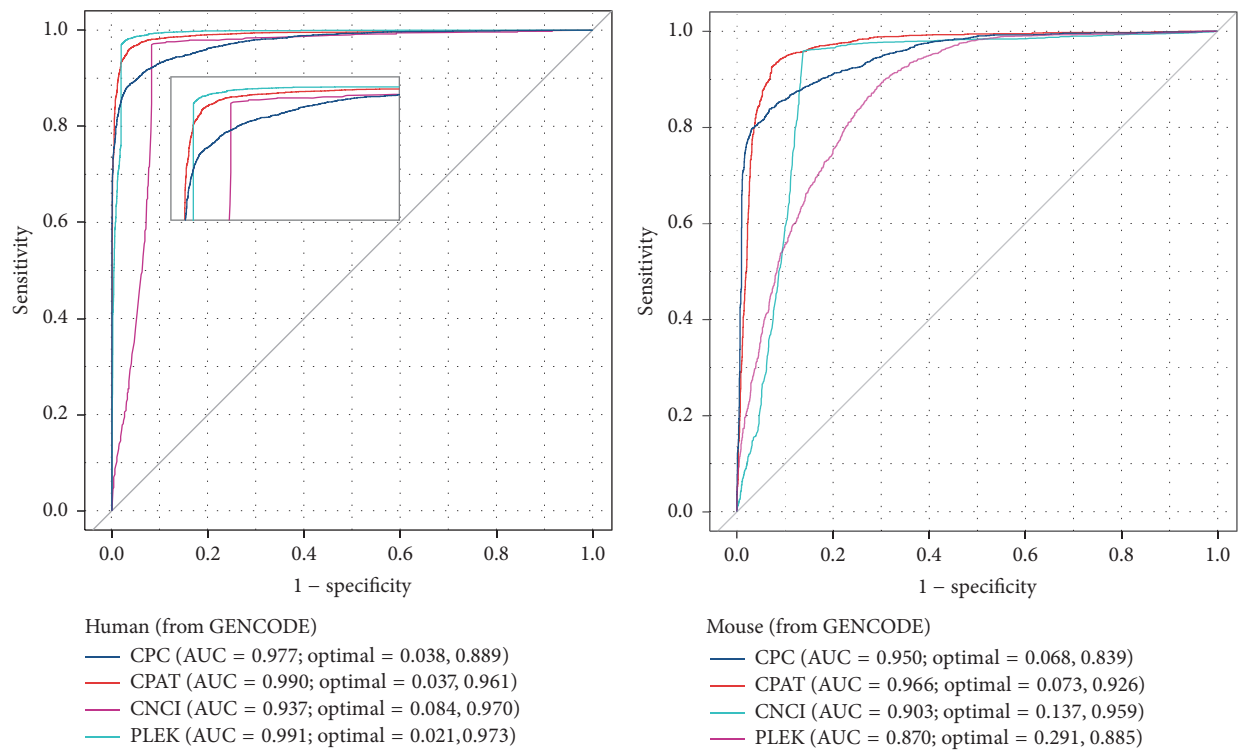 1.0
0.8
0.6
0.4
0.2
0.0
Sensitivity
0.0 0.2 0.4 0.6 0.8 1.0
1 − specificity
Human (from GENCODE)
CPC (AUC = 0.977; optimal = 0.038, 0.889)
CPAT (AUC = 0.990; optimal = 0.037, 0.961)
CNCI (AUC = 0.937; optimal = 0.084, 0.970)
PLEK (AUC = 0.991; optimal = 0.021, 0.973)
1.0
0.8
0.6
0.4
0.2
0.0
Sensitivity
0.0 0.2 0.4 0.6 0.8 1.0
1 − specificity
Mouse (from GENCODE)
CPC (AUC = 0.950; optimal = 0.068, 0.839)
CPAT (AUC = 0.966; optimal = 0.073, 0.926)
CNCI (AUC = 0.903; optimal = 0.137, 0.959)
PLEK (AUC = 0.870; optimal = 0.291, 0.885)